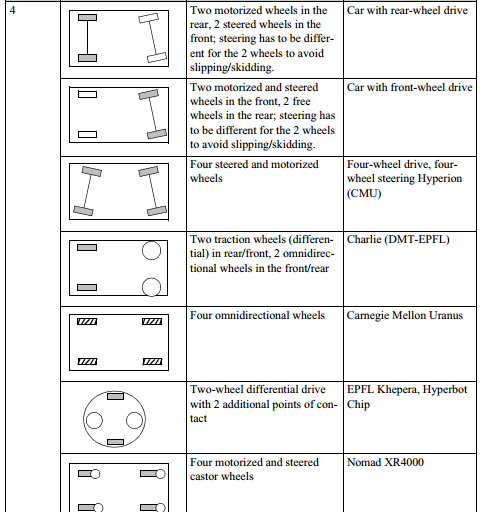 4
Two motorized wheels in the
rear, 2 steered wheels in the
front; steering has to be differ-
ent for the 2 wheels to avoid
slipping/skidding.
Car with rear-wheel drive
Two motorized and steered
wheels in the front, 2 free
wheels in the rear; steering has
to be different for the 2 wheels
to avoid slipping/skidding.
Car with front-wheel drive
Four steered and motorized
wheels
Four-wheel drive, four-
wheel steering Hyperion
(CMU)
Two traction wheels (differen-
tial) in rear/front, 2 omnidirec-
tional wheels in the front/rear
Charlie (DMT-EPFL)
Four omnidirectional wheels
Carnegie Mellon Uranus
Two-wheel differential drive
with 2 additional points of con-
tact
EPFL Khepera, Hyperbot
Chip
Four motorized and steered
castor wheels
Nomad XR4000